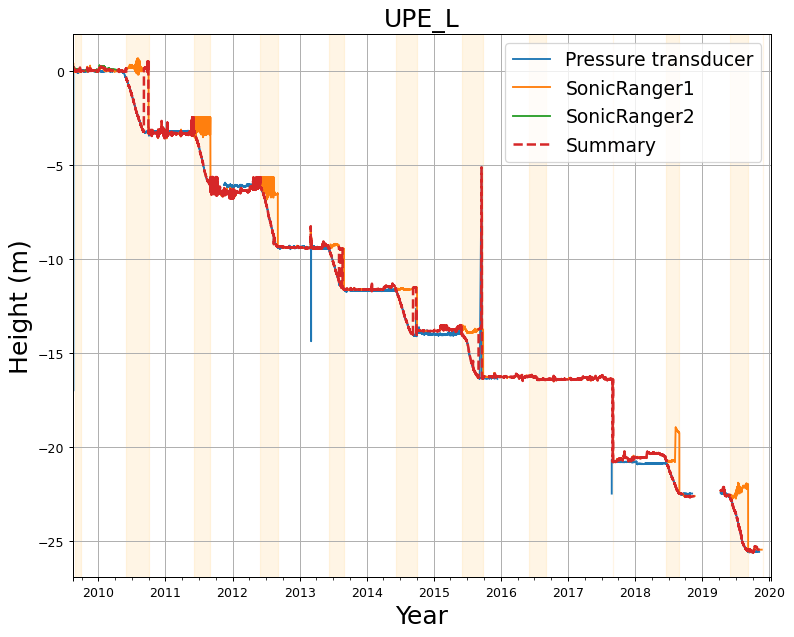 UPE_L
Pressure transducer
SonicRanger1
SonicRanger2
Summary
Height (m)
0
−5
−10
−15
−20
−25
2010 2011 2012 2013 2014 2015 2016 2017 2018 2019 2020
Year